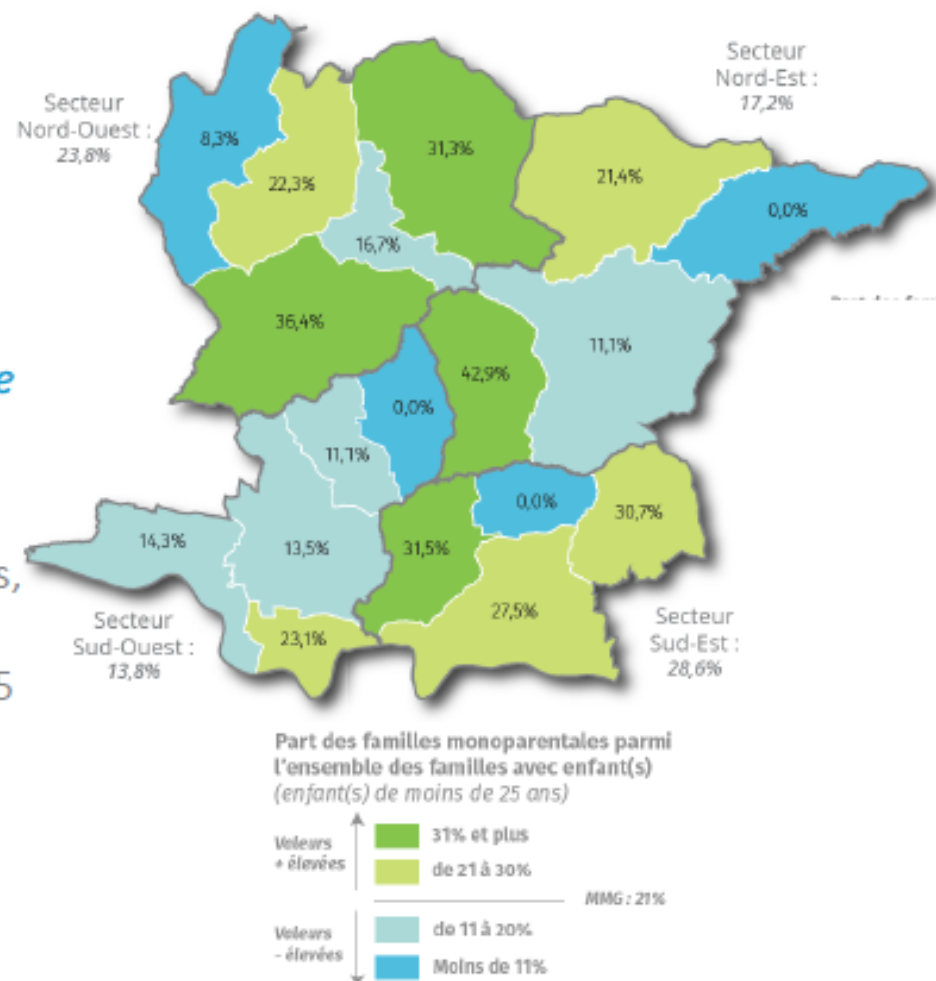 Secteur
Nord-Est :
17,2%
Secteur
Nord-Ouest :
23,8%
8,3%
22,3%
31,3%
21,4%
0,0%
16,7%
36,4%
42,9%
11,1%
e
0,0%
11,1%
0,0%
30,7%
14,3%
13,5%
31,5%
s,
27,5%
Secteur
Sud-Ouest :
13,8%
23,1%
Secteur
Sud-Est :
28,6%
5
Part des familles monoparentales parmi
l'ensemble des familles avec enfant(s)
(enfant(s) de moins de 25 ans)
Valeurs
+ élevées
31% et plus
de 21 à 30%
MMG : 21%
Valeurs
- élevées
de 11 à 20%
Moins de 11%